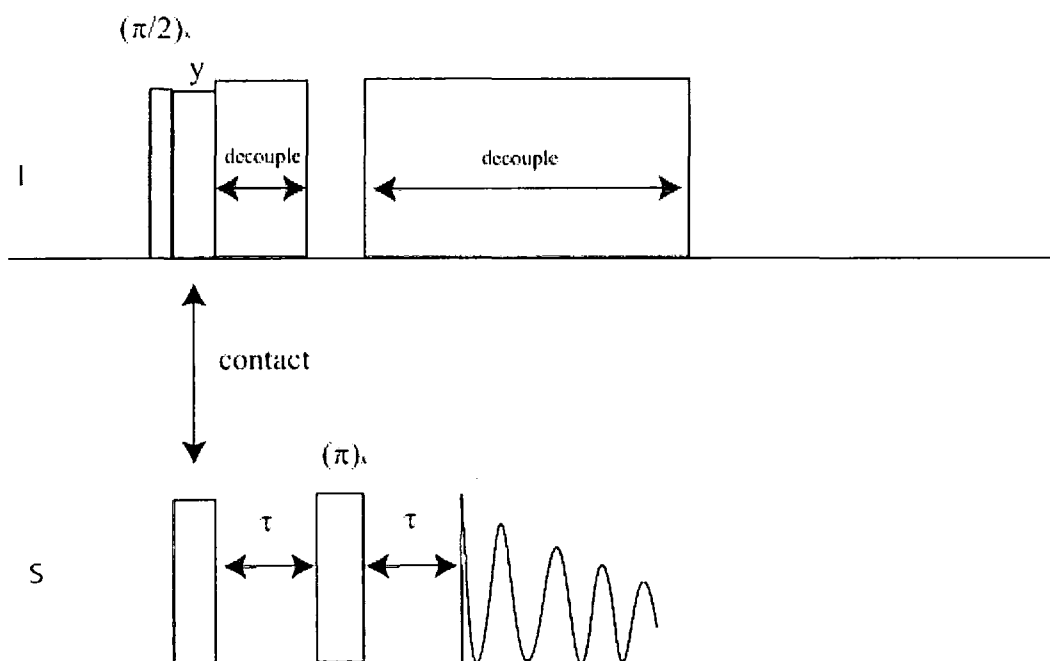 (π/2)ₓ
y
decouple
decouple
I
contact
(π)ₓ
τ
τ
S